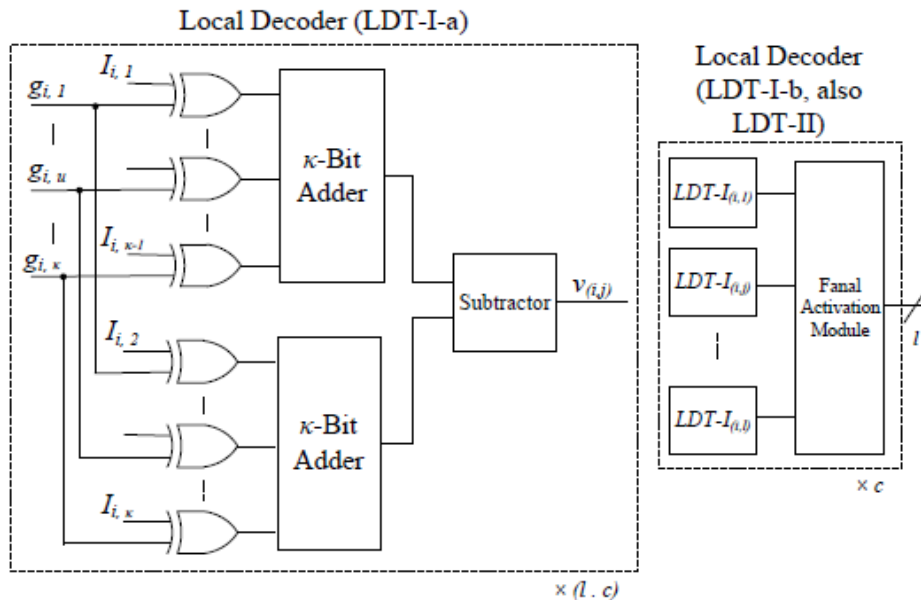 Local Decoder (LDT-I-a)
I_{i, 1}
g_{i, 1}
g_{i, u}
I_{i, κ-1}
g_{i, κ}
κ-Bit
Adder
I_{i, 2}
I_{i, κ}
κ-Bit
Adder
Subtractor
v_{(i,j)}
× (l . c)
Local Decoder
(LDT-I-b, also
LDT-II)
LDT-I_{(i,1)}
LDT-I_{(i,j)}
LDT-I_{(i,l)}
Fanal
Activation
Module
l
× c